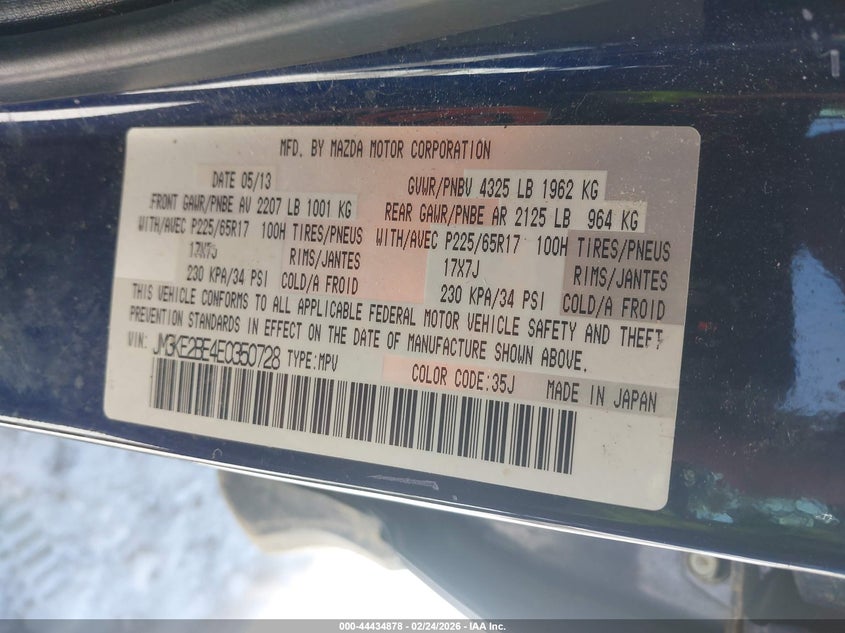 MFD. BY MAZDA MOTOR CORPORATION
DATE 05/13 GVWR/PNBV 4325 LB 1962 KG
FRONT GAWR/PNBE AV 2207 LB 1001 KG REAR GAWR/PNBE AR 2125 LB 964 KG
WITH/AVEC P225/65R17 100H TIRES/PNEUS WITH/AVEC P225/65R17 100H TIRES/PNEUS
17X7J RIMS/JANTES 17X7J RIMS/JANTES
230 KPA/34 PSI COLD/A FROID 230 KPA/34 PSI COLD/A FROID
THIS VEHICLE CONFORMS TO ALL APPLICABLE FEDERAL MOTOR VEHICLE SAFETY AND THEFT
PREVENTION STANDARDS IN EFFECT ON THE DATE OF MANUFACTURE SHOWN ABOVE.
VIN: JM3KE2BE4E0350728 TYPE:MPV COLOR CODE:35J MADE IN JAPAN
000-44434878 - 02/24/2026 - IAA, Inc.